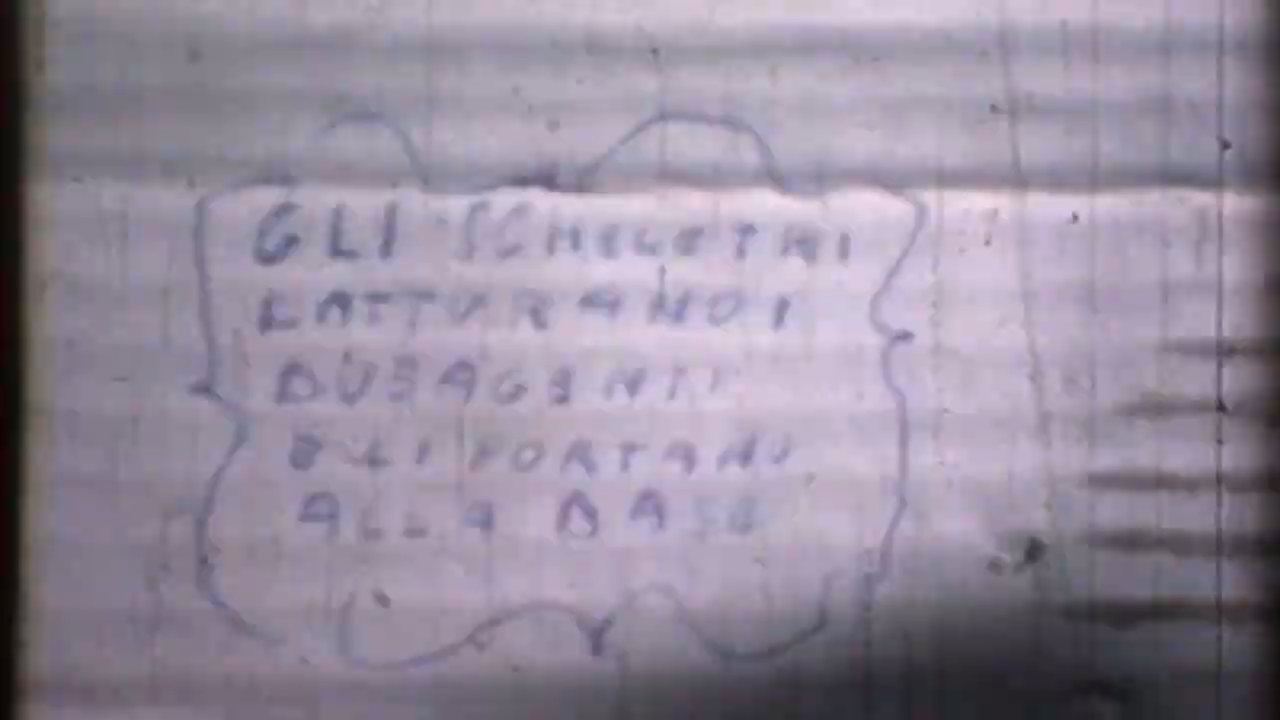 GLI SCHELETRI
CATTURANO I
DUE AGENTI
E LI PORTANO
ALLA BASE